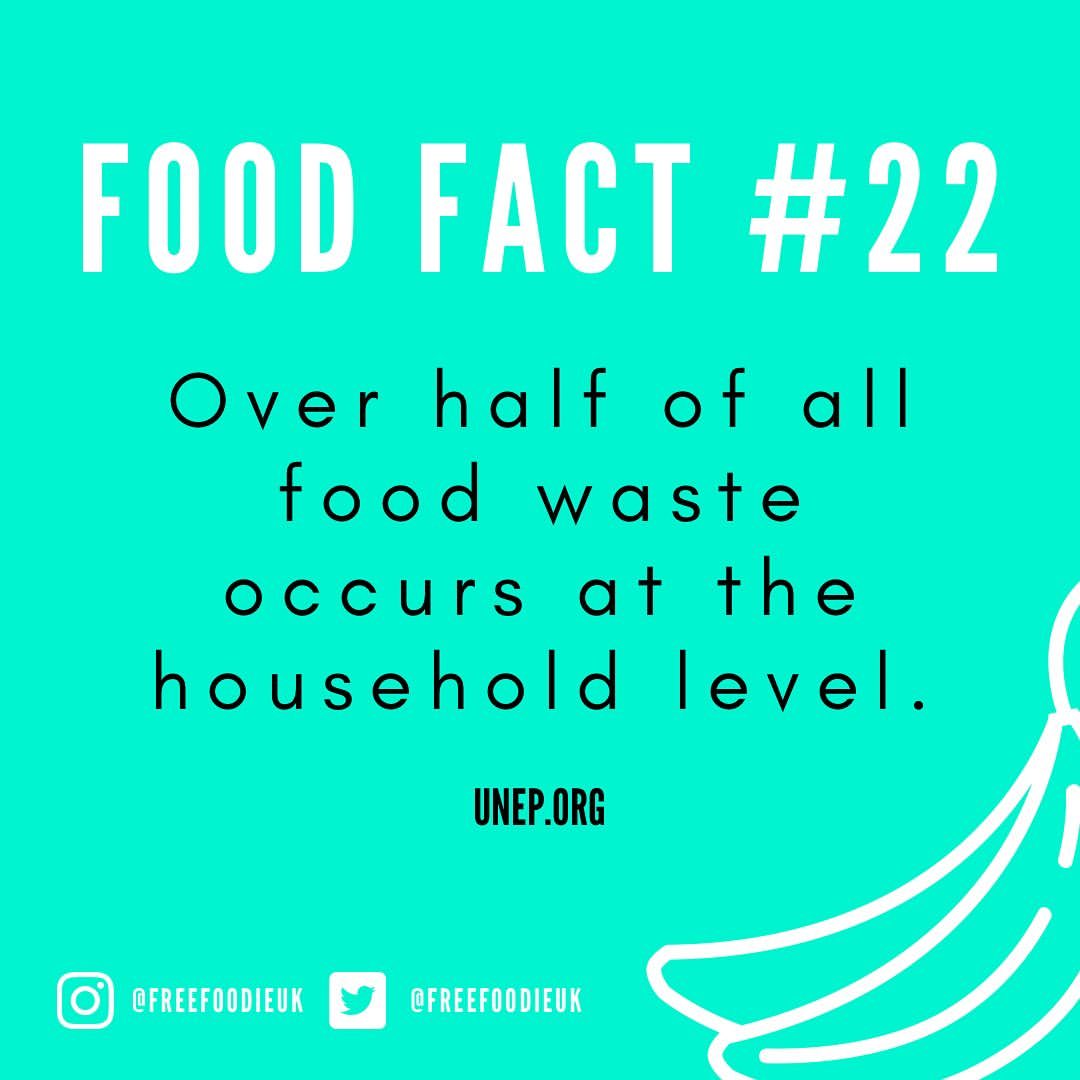 FOOD FACT #22
Over half of all
food waste
occurs at the
household level.
UNEP.ORG
@FREEFOODIEUK @FREEFOODIEUK